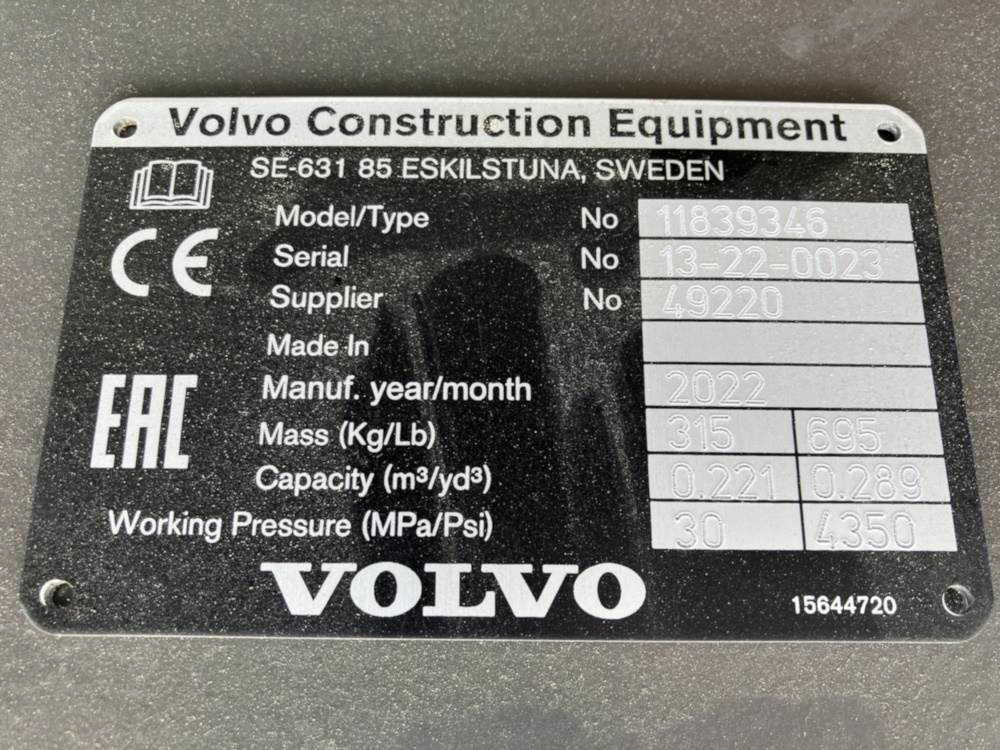 Volvo Construction Equipment
SE-631 85 ESKILSTUNA, SWEDEN
Model/Type No 11839346
Serial No 13-22-0023
Supplier No 49220
Made In
Manuf. year/month 2022
Mass (Kg/Lb) 315 695
Capacity (m³/yd³) 0.221 0.289
Working Pressure (MPa/Psi) 30 4350
CE
EAC
VOLVO
15644720